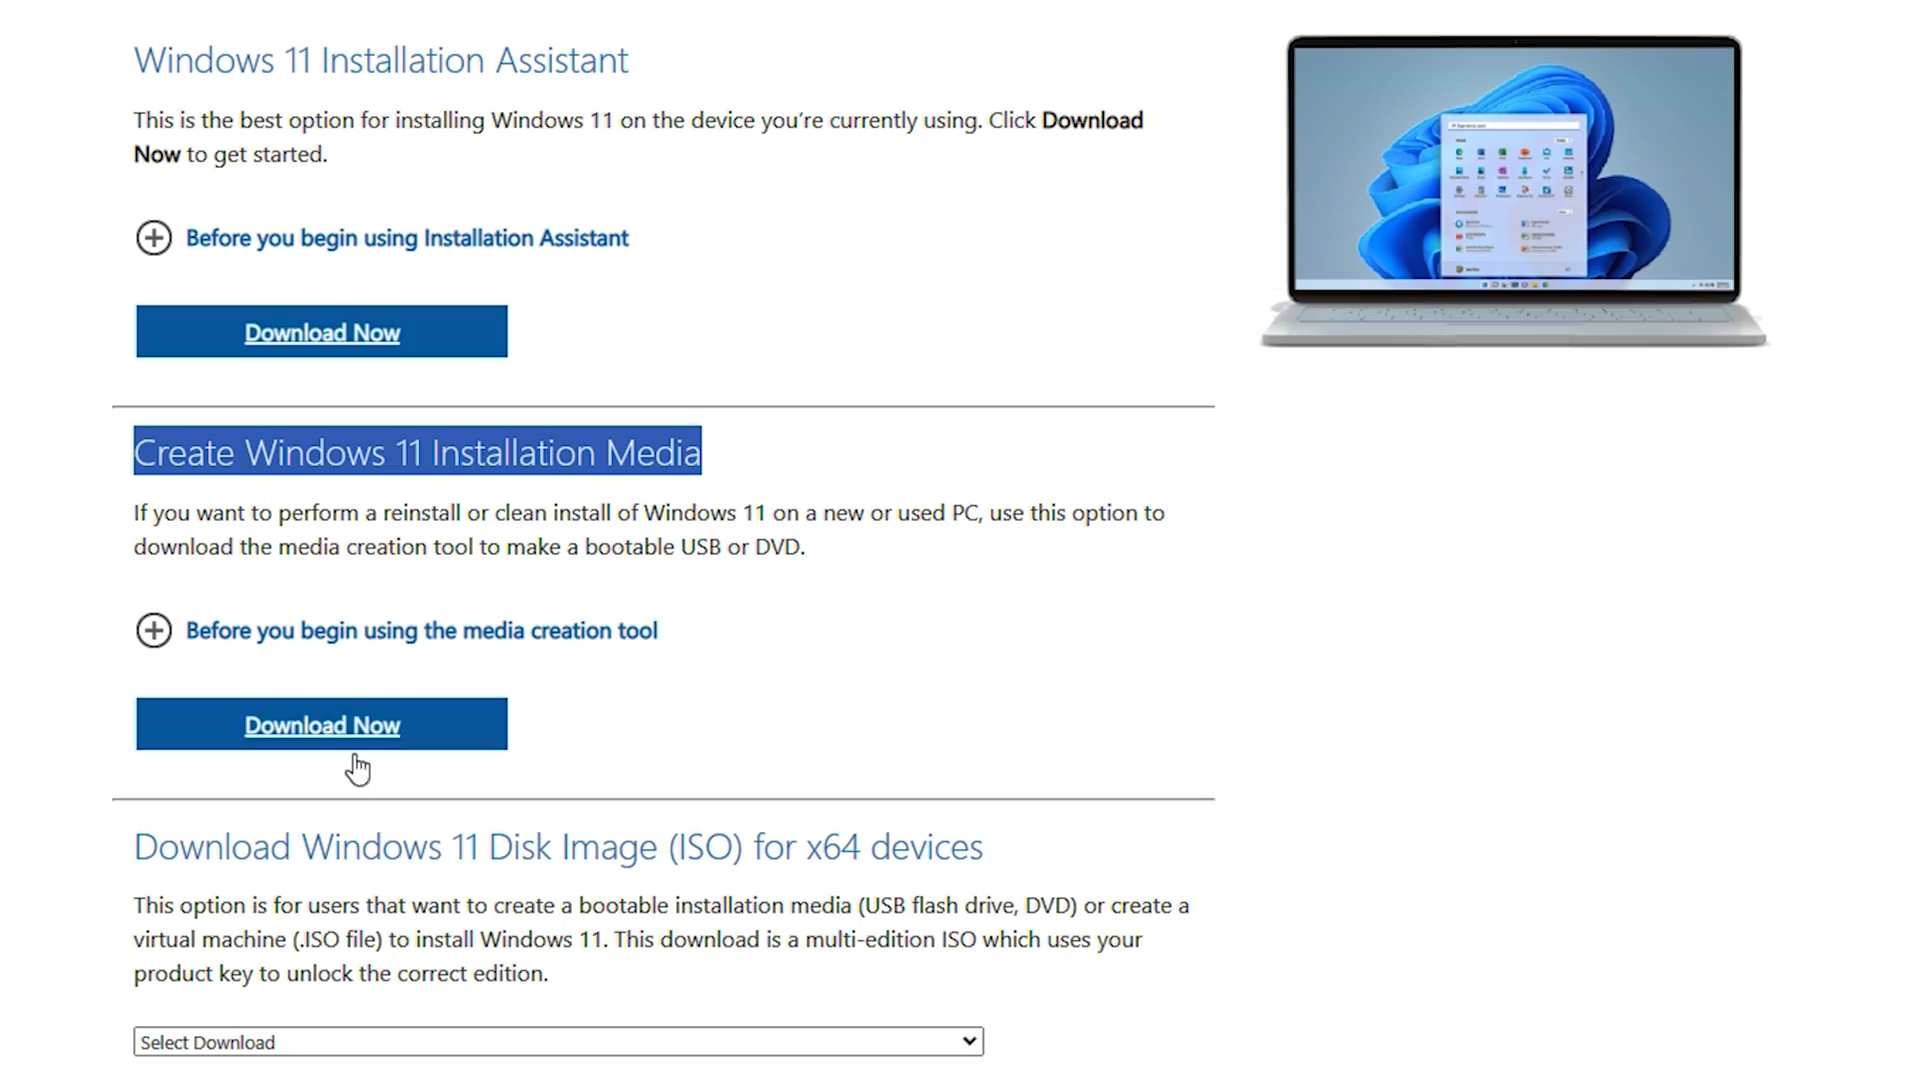 Windows 11 Installation Assistant
This is the best option for installing Windows 11 on the device you're currently using. Click Download
Now to get started.
Before you begin using Installation Assistant
Download Now
Create Windows 11 Installation Media
If you want to perform a reinstall or clean install of Windows 11 on a new or used PC, use this option to
download the media creation tool to make a bootable USB or DVD.
Before you begin using the media creation tool
Download Now
Download Windows 11 Disk Image (ISO) for x64 devices
This option is for users that want to create a bootable installation media (USB flash drive, DVD) or create a
virtual machine (.ISO file) to install Windows 11. This download is a multi-edition ISO which uses your
product key to unlock the correct edition.
Select Download